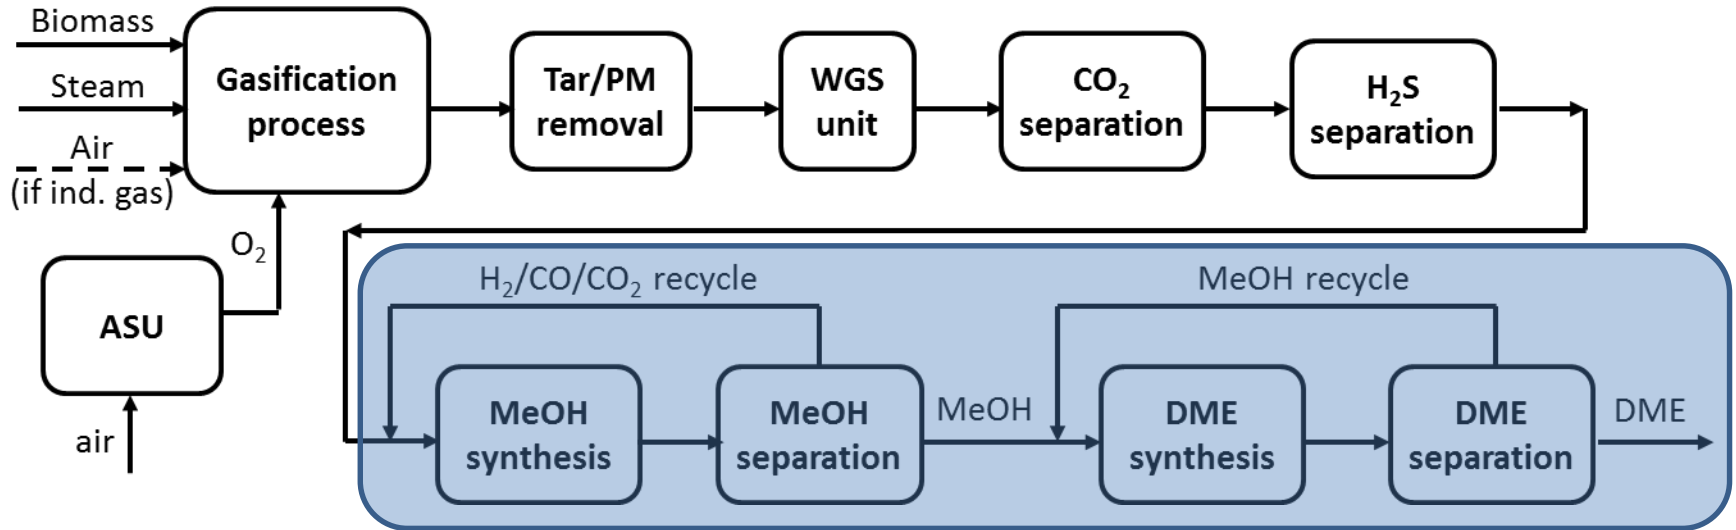 Biomass
Steam
Air
(if ind. gas)
Gasification
process
Tar/PM
removal
WGS
unit
CO₂
separation
H₂S
separation
O₂
ASU
air
H₂/CO/CO₂ recycle
MeOH recycle
MeOH
synthesis
MeOH
separation
MeOH
DME
synthesis
DME
separation
DME